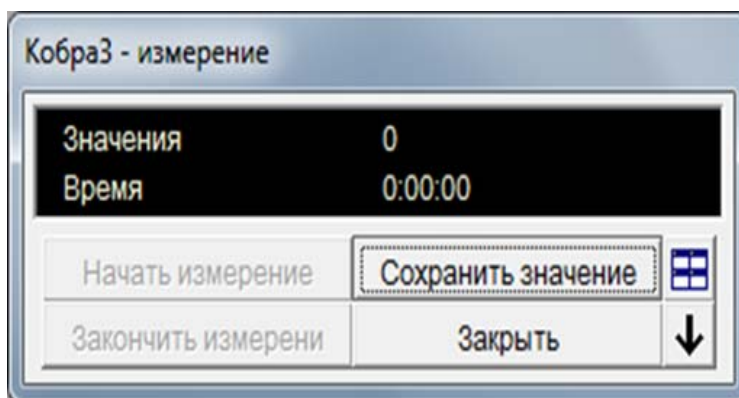 Кобра3 - измерение
Значения 0
Время 0:00:00
Начать измерение Сохранить значение
Закончить измерени Закрыть